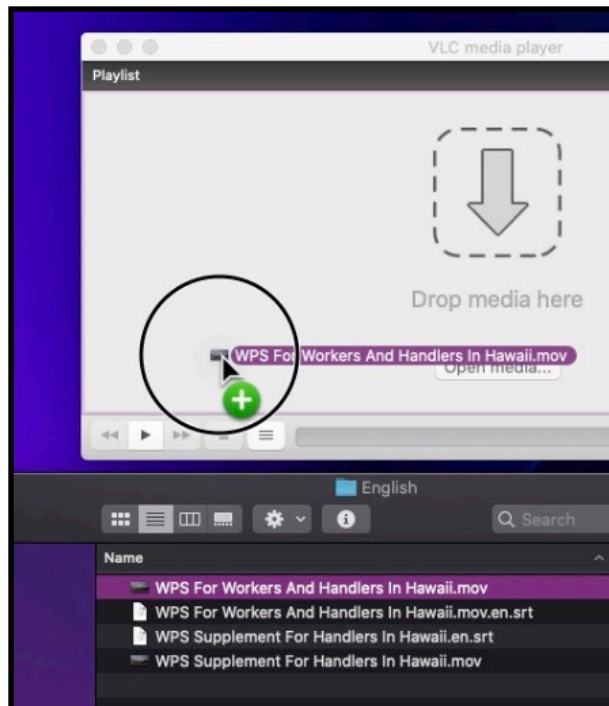 VLC media player
Playlist
Drop media here
WPS For Workers And Handlers In Hawaii.mov
Open media...
English
Search
Name
WPS For Workers And Handlers In Hawaii.mov
WPS For Workers And Handlers In Hawaii.mov.en.srt
WPS Supplement For Handlers In Hawaii.en.srt
WPS Supplement For Handlers In Hawaii.mov